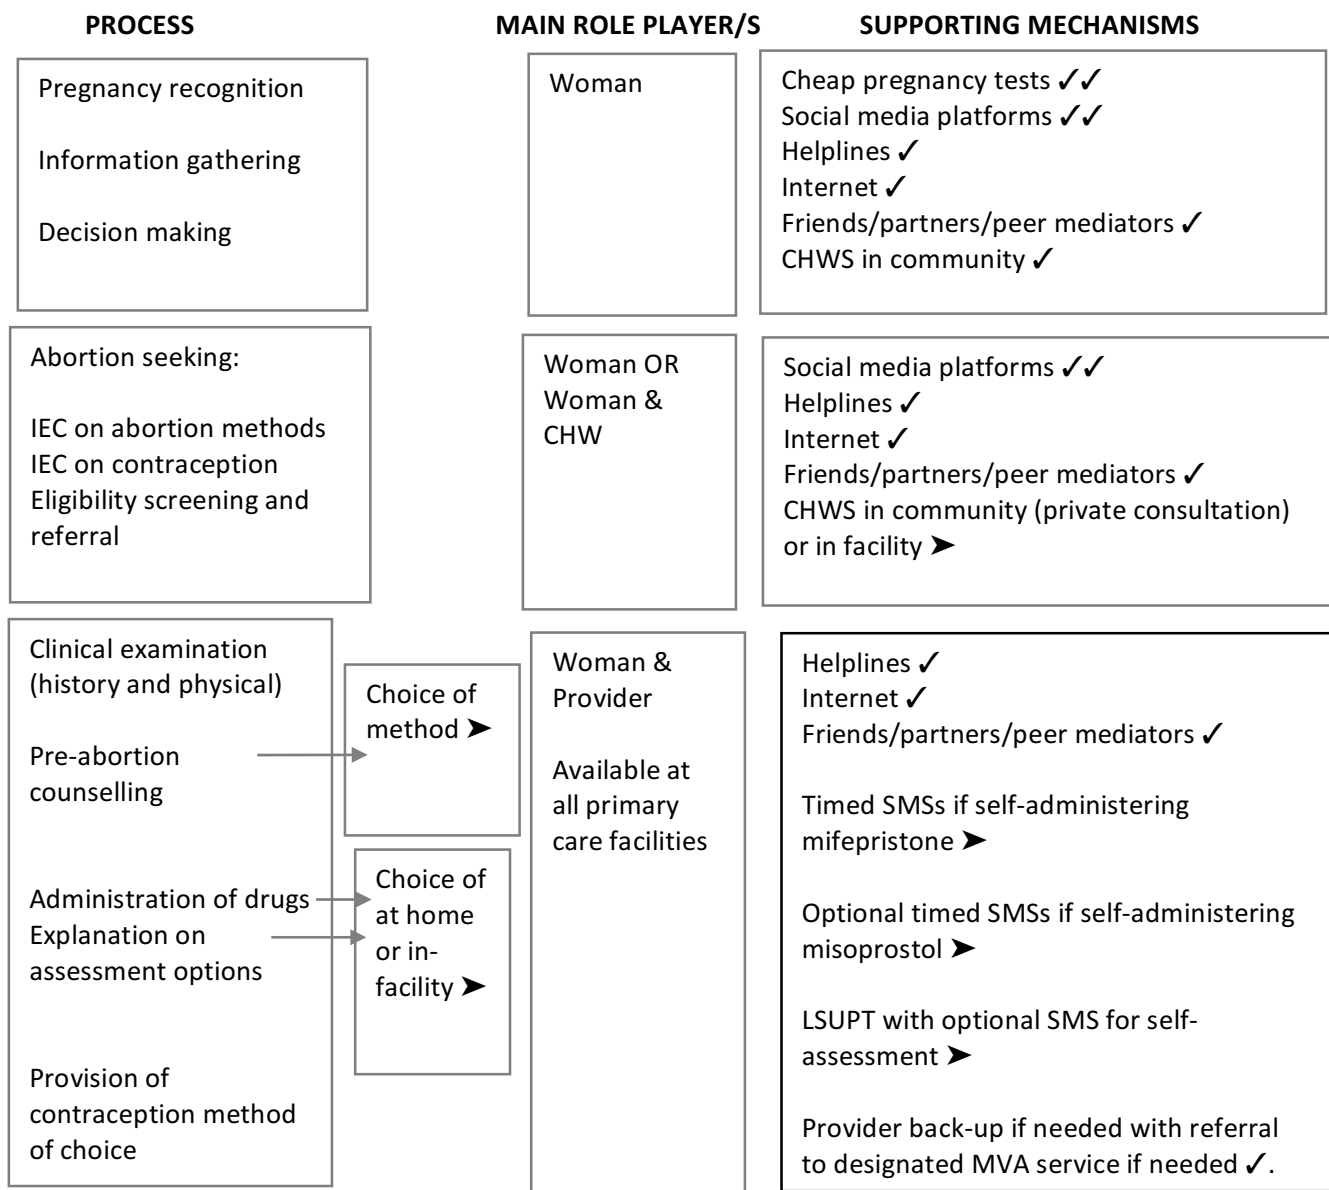 PROCESS
MAIN ROLE PLAYER/S
SUPPORTING MECHANISMS
Pregnancy recognition
Information gathering
Decision making
Woman
Cheap pregnancy tests ✓✓
Social media platforms ✓✓
Helplines ✓
Internet ✓
Friends/partners/peer mediators ✓
CHWS in community ✓
Abortion seeking:
IEC on abortion methods
IEC on contraception
Eligibility screening and
referral
Woman OR
Woman &
CHW
Social media platforms ✓✓
Helplines ✓
Internet ✓
Friends/partners/peer mediators ✓
CHWS in community (private consultation)
or in facility ➤
Clinical examination
(history and physical)
Pre-abortion
counselling
Administration of drugs
Explanation on
assessment options
Provision of
contraception method
of choice
Choice of
method ➤
Choice of
at home
or in-
facility ➤
Woman &
Provider
Available at
all primary
care facilities
Helplines ✓
Internet ✓
Friends/partners/peer mediators ✓
Timed SMSs if self-administering
mifepristone ➤
Optional timed SMSs if self-administering
misoprostol ➤
LSUPT with optional SMS for self-
assessment ➤
Provider back-up if needed with referral
to designated MVA service if needed ✓.